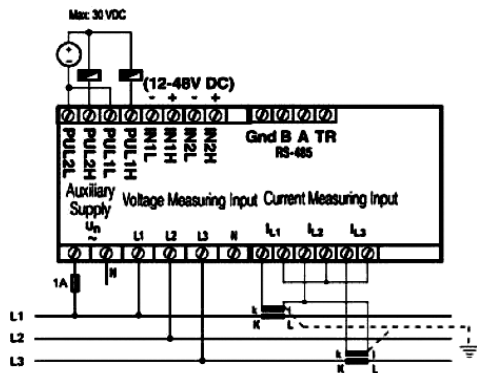 Max: 30 VDC
(12-48V DC)
- + - +
PUL2L PUL2H PUL1L PUL1H IN1L IN1H IN2L IN2H
Gnd B A TR
RS-485
Auxiliary Supply
Voltage Measuring Input
Current Measuring Input
Un
~
L1 L2 L3 N
IL1 IL2 IL3
1A
N
L1
k l
K L
L2
L3
k l
K L